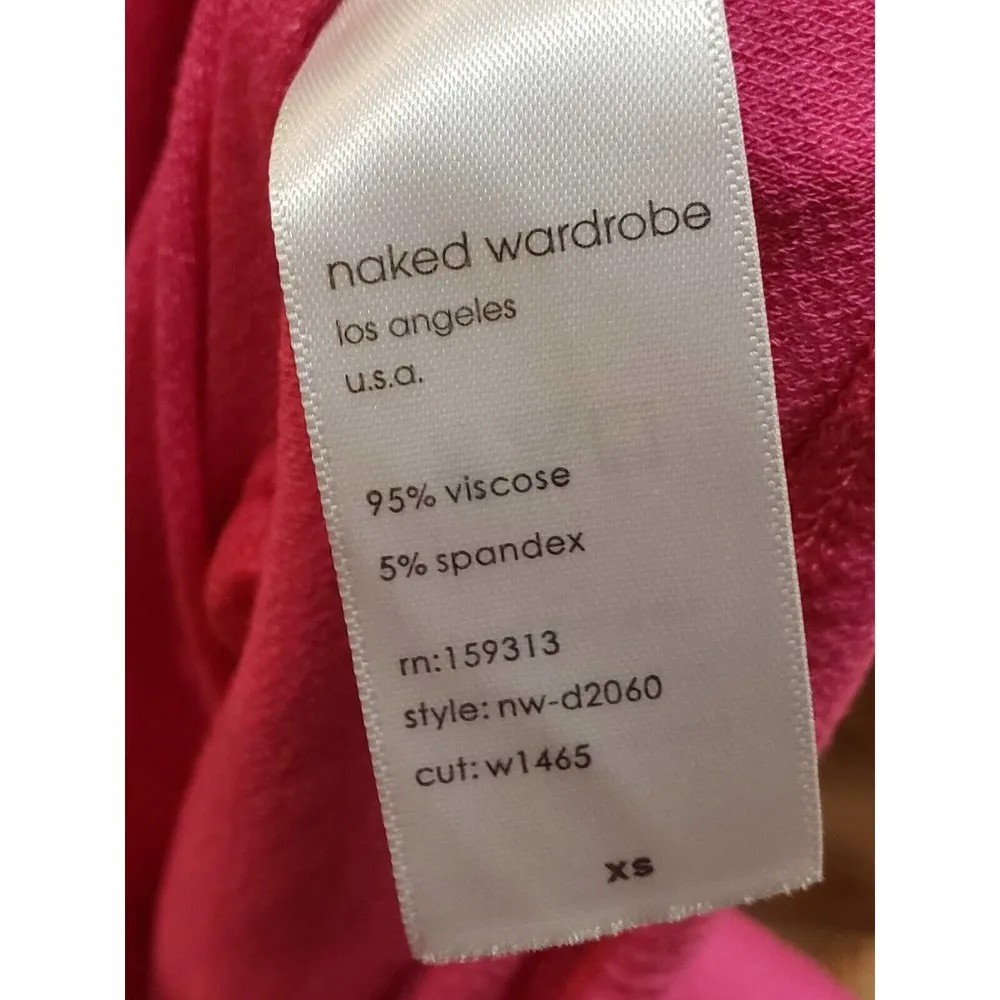 naked wardrobe
los angeles
u.s.a.
95% viscose
5% spandex
rn:159313
style: nw-d2060
cut: w1465
xs